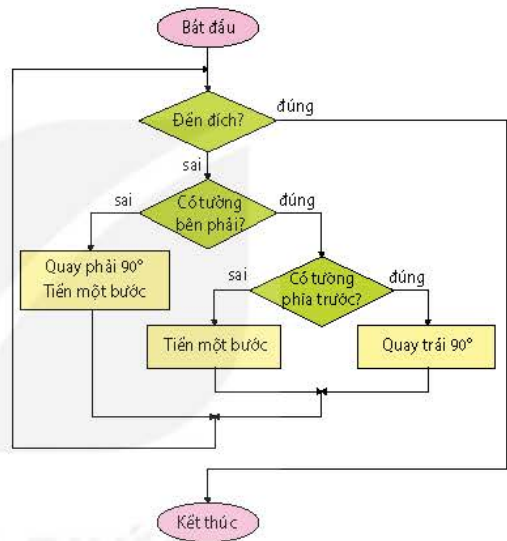 Bắt đầu
đúng
Đến đích?
sai
sai
Có tường
bên phải?
đúng
Quay phải 90°
Tiến một bước
sai
Có tường
phía trước?
đúng
Tiến một bước
Quay trái 90°
Kết thúc